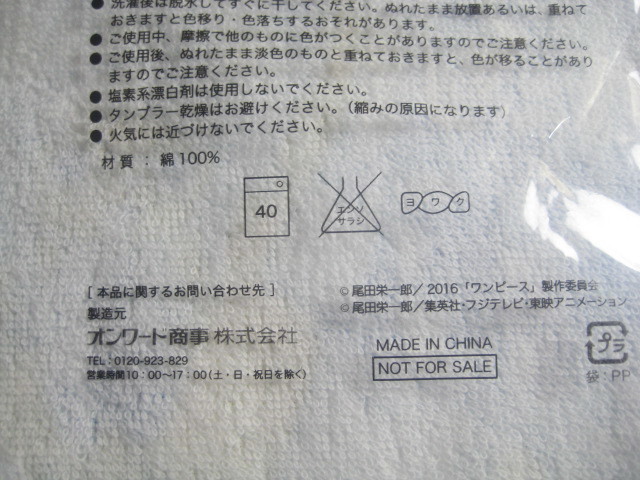 ● 洗濯後は脱水してすぐに干してください。ぬれたまま放置あるいは、重ねて
おきますと色移り・色落ちするおそれがあります。
● ご使用中、摩擦で他のものに色がつくことがありますのでご注意ください。
● ご使用後、ぬれたまま淡色のものと重ねておきますと、色が移ることがあり
ますのでご注意ください。
● 塩素系漂白剤は使用しないでください。
● タンブラー乾燥はお避けください。(縮みの原因になります)
● 火気には近づけないでください。
材質：綿100%
40
エンソ
サラシ
ヨワク
[ 本品に関するお問い合わせ先 ]
製造元
オンワード商事株式会社
TEL：0120-923-829
営業時間10：00〜17：00(土・日・祝日を除く)
© 尾田栄一郎/ 2016「ワンピース」製作委員会
© 尾田栄一郎/集英社・フジテレビ・東映アニメーション
MADE IN CHINA
NOT FOR SALE
プラ
袋：PP